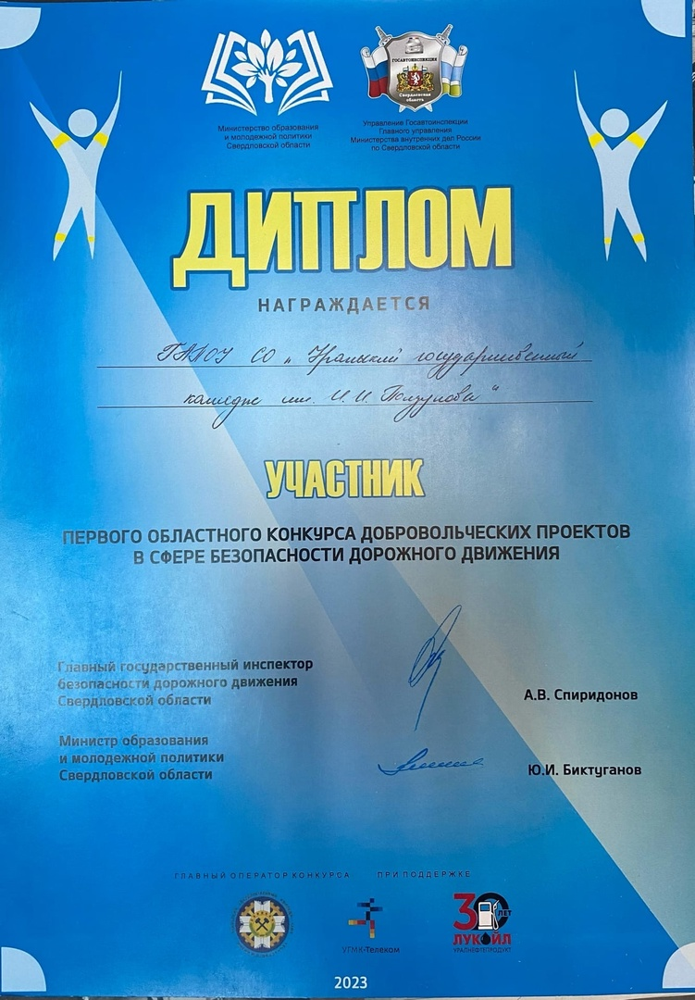 Министерство образования
и молодежной политики
Свердловской области
ГОСАВТОИНСПЕКЦИЯ
Свердловская
область
Управление Госавтоинспекции
Главного управления
Министерства внутренних дел России
по Свердловской области
ДИПЛОМ
НАГРАЖДАЕТСЯ
ГАПОУ СО „Уральский государственный
колледж им. И.И. Ползунова"
УЧАСТНИК
ПЕРВОГО ОБЛАСТНОГО КОНКУРСА ДОБРОВОЛЬЧЕСКИХ ПРОЕКТОВ
В СФЕРЕ БЕЗОПАСНОСТИ ДОРОЖНОГО ДВИЖЕНИЯ
Главный государственный инспектор
безопасности дорожного движения
Свердловской области
А.В. Спиридонов
Министр образования
и молодежной политики
Свердловской области
Ю.И. Биктуганов
ГЛАВНЫЙ ОПЕРАТОР КОНКУРСА ПРИ ПОДДЕРЖКЕ
УГМК-Телеком
30 ЛЕТ
ЛУКОЙЛ
УРАЛНЕФТЕПРОДУКТ
2023